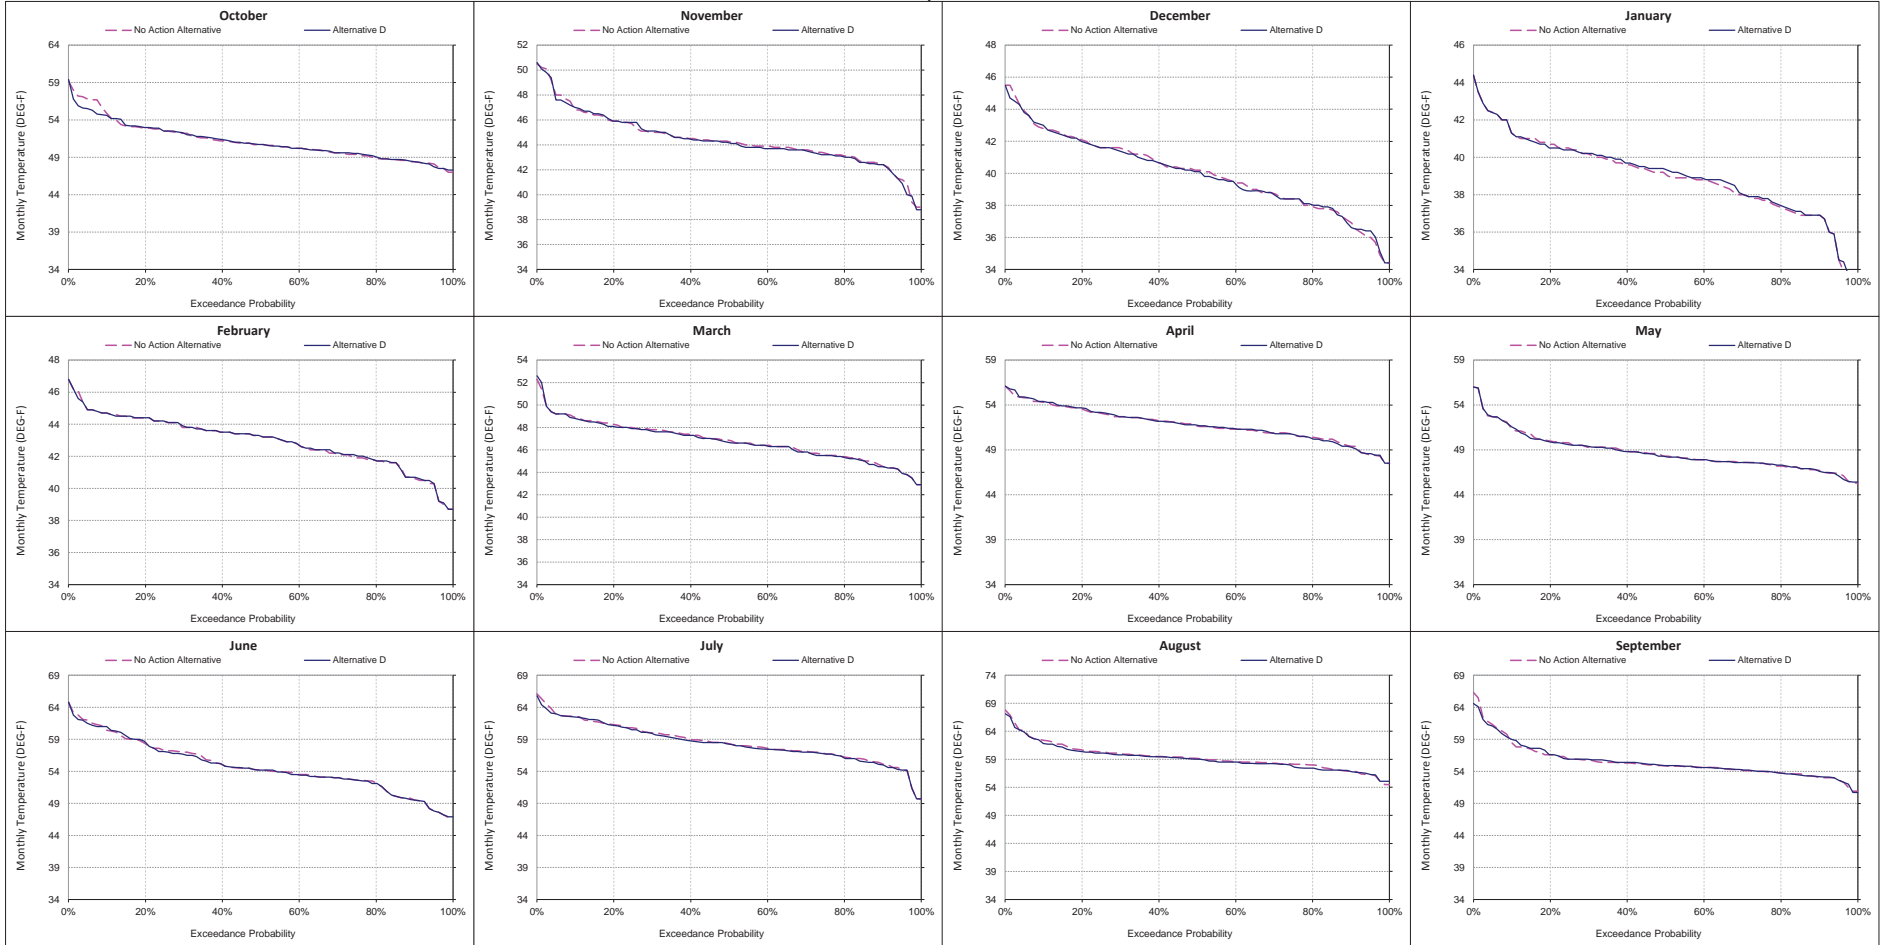 October
No Action Alternative
Alternative D
Monthly Temperature (DEG-F)
64
59
54
49
44
39
34
0%
20%
40%
60%
80%
100%
Exceedance Probability
November
No Action Alternative
Alternative D
Monthly Temperature (DEG-F)
52
50
48
46
44
42
40
38
36
34
0%
20%
40%
60%
80%
100%
Exceedance Probability
December
No Action Alternative
Alternative D
Monthly Temperature (DEG-F)
48
46
44
42
40
38
36
34
0%
20%
40%
60%
80%
100%
Exceedance Probability
January
No Action Alternative
Alternative D
Monthly Temperature (DEG-F)
46
44
42
40
38
36
34
0%
20%
40%
60%
80%
100%
Exceedance Probability
February
No Action Alternative
Alternative D
Monthly Temperature (DEG-F)
48
46
44
42
40
38
36
34
0%
20%
40%
60%
80%
100%
Exceedance Probability
March
No Action Alternative
Alternative D
Monthly Temperature (DEG-F)
54
52
50
48
46
44
42
40
38
36
34
0%
20%
40%
60%
80%
100%
Exceedance Probability
April
No Action Alternative
Alternative D
Monthly Temperature (DEG-F)
59
54
49
44
39
34
0%
20%
40%
60%
80%
100%
Exceedance Probability
May
No Action Alternative
Alternative D
Monthly Temperature (DEG-F)
59
54
49
44
39
34
0%
20%
40%
60%
80%
100%
Exceedance Probability
June
No Action Alternative
Alternative D
Monthly Temperature (DEG-F)
69
64
59
54
49
44
39
34
0%
20%
40%
60%
80%
100%
Exceedance Probability
July
No Action Alternative
Alternative D
Monthly Temperature (DEG-F)
69
64
59
54
49
44
39
34
0%
20%
40%
60%
80%
100%
Exceedance Probability
August
No Action Alternative
Alternative D
Monthly Temperature (DEG-F)
74
69
64
59
54
49
44
39
34
0%
20%
40%
60%
80%
100%
Exceedance Probability
September
No Action Alternative
Alternative D
Monthly Temperature (DEG-F)
69
64
59
54
49
44
39
34
0%
20%
40%
60%
80%
100%
Exceedance Probability